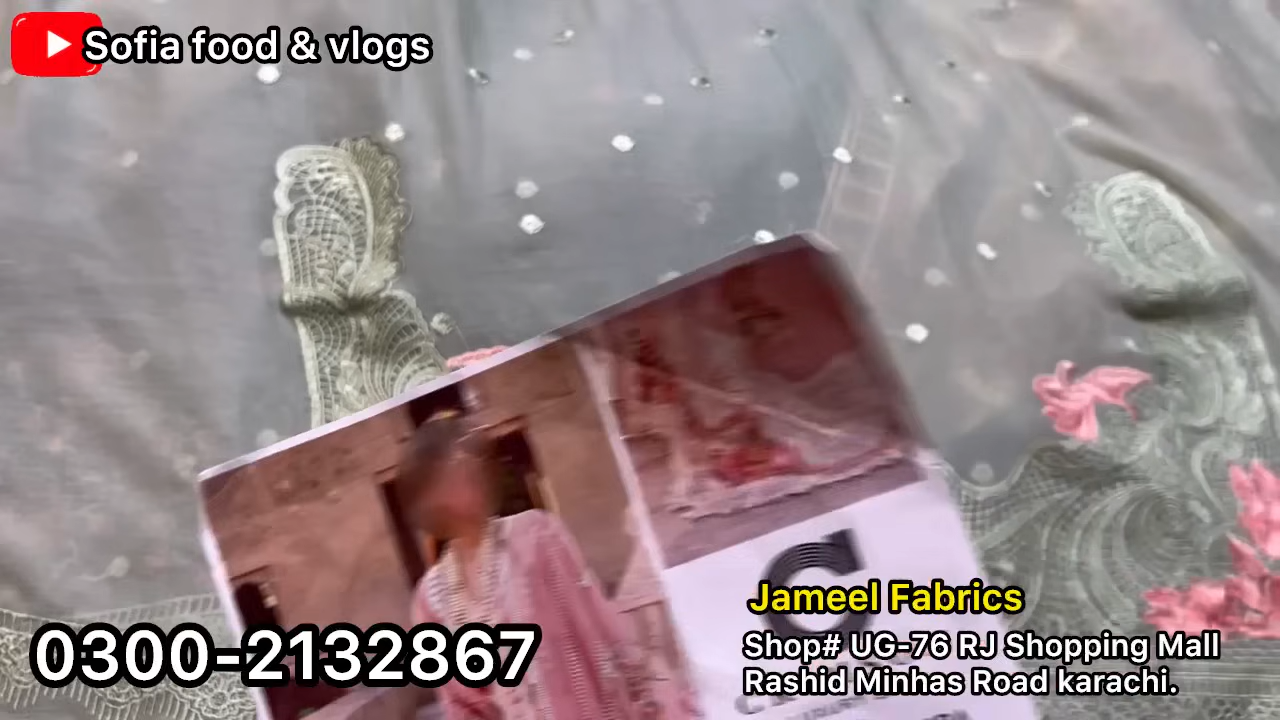 Sofia food & vlogs
Jameel Fabrics
0300-2132867
Shop# UG-76 RJ Shopping Mall
Rashid Minhas Road karachi.